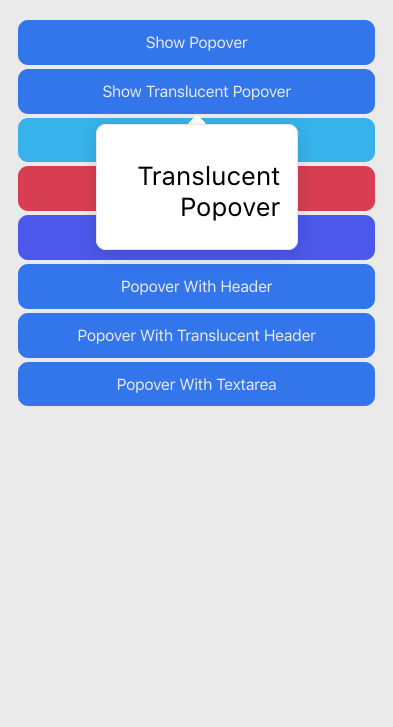 Show Popover
Show Translucent Popover
Translucent
Popover
Popover With Header
Popover With Translucent Header
Popover With Textarea